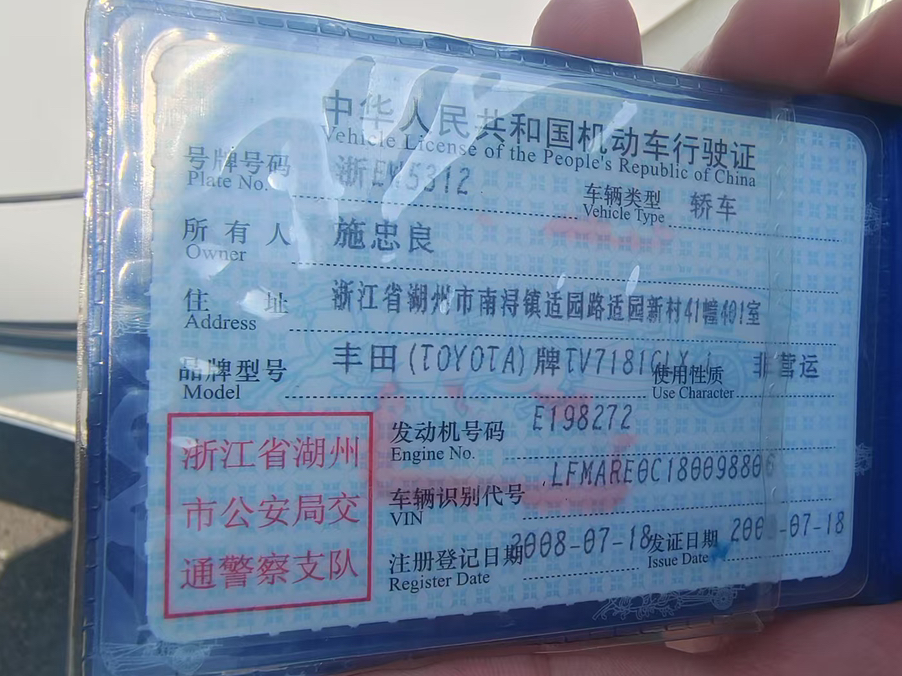 中华人民共和国机动车行驶证
Vehicle License of the People's Republic of China
号牌号码
Plate No.
车辆类型 轿车
Vehicle Type
所有人 施忠良
Owner
住址 浙江省湖州市南浔镇适园路适园新村41幢401室
Address
品牌型号 丰田(TOYOTA)牌 使用性质 非营运
Model Use Character
浙江省湖州
市公安局交
通警察支队
发动机号码 E198272
Engine No.
车辆识别代号 LFMARE0C180098806
VIN
注册登记日期 2008-07-18 发证日期
Register Date Issue Date